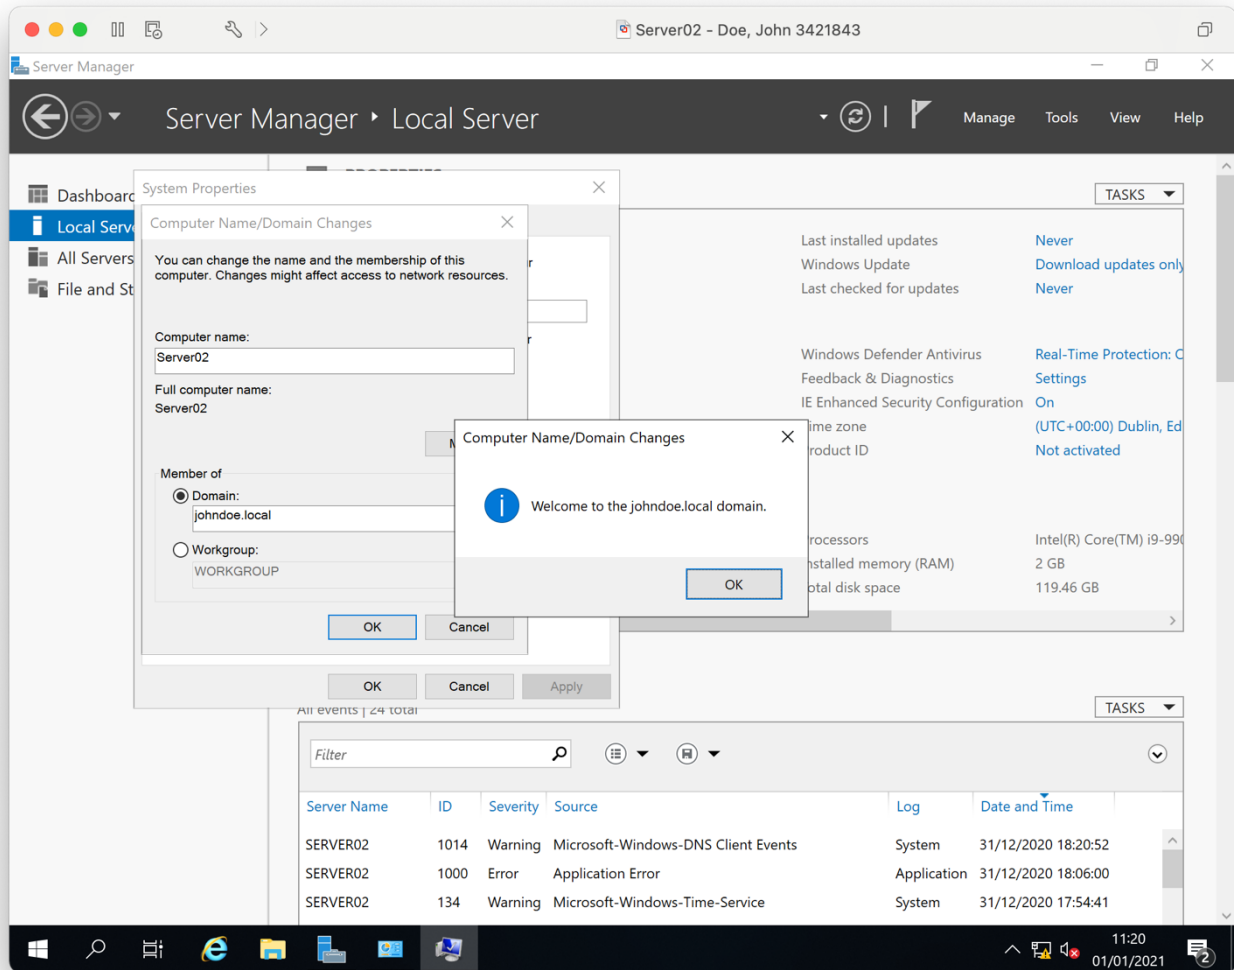 Server02 - Doe, John 3421843
Server Manager
Server Manager ‣ Local Server
Manage Tools View Help
Dashboard
Local Serve
All Servers
File and St
TASKS
Last installed updates Never
Windows Update Download updates only
Last checked for updates Never
Windows Defender Antivirus Real-Time Protection:
Feedback & Diagnostics Settings
IE Enhanced Security Configuration On
ime zone (UTC+00:00) Dublin, Ed
roduct ID Not activated
rocessors Intel(R) Core(TM) i9-990
nstalled memory (RAM) 2 GB
otal disk space 119.46 GB
System Properties
r
r
OK Cancel Apply
Computer Name/Domain Changes
You can change the name and the membership of this
computer. Changes might affect access to network resources.
Computer name:
Server02
Full computer name:
Server02
Member of
Domain:
johndoe.local
Workgroup:
WORKGROUP
OK Cancel
Computer Name/Domain Changes
Welcome to the johndoe.local domain.
OK
All events | 24 total
TASKS
Filter
Server Name ID Severity Source Log Date and Time
SERVER02 1014 Warning Microsoft-Windows-DNS Client Events System 31/12/2020 18:20:52
SERVER02 1000 Error Application Error Application 31/12/2020 18:06:00
SERVER02 134 Warning Microsoft-Windows-Time-Service System 31/12/2020 17:54:41
11:20
01/01/2021
2